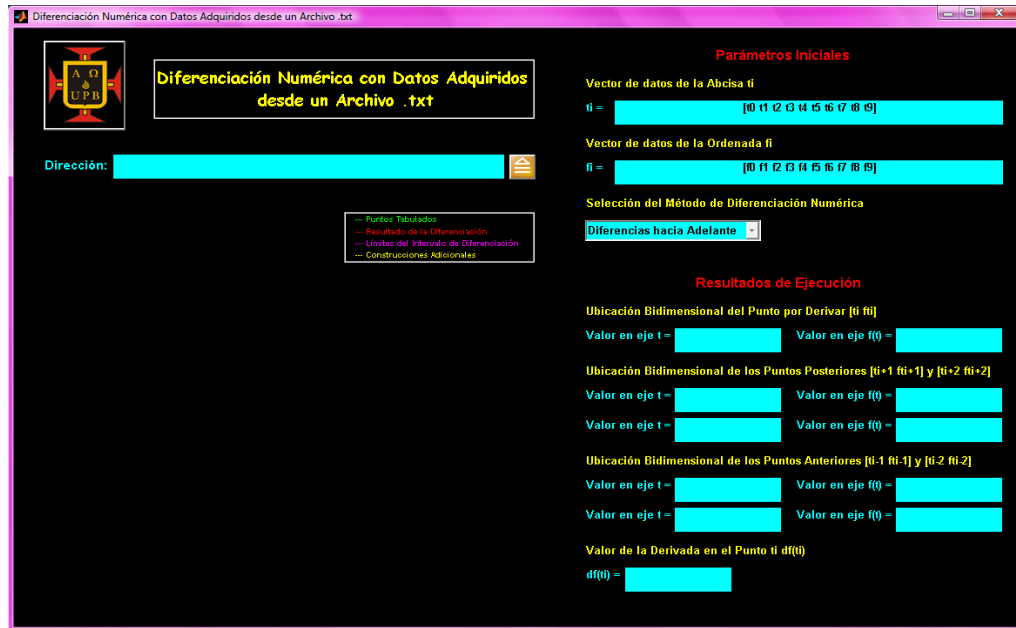 Diferenciación Numérica con Datos Adquiridos desde un Archivo .txt
Α Ω
UPB
Diferenciación Numérica con Datos Adquiridos
desde un Archivo .txt
Dirección:
--- Puntos Tabulados
--- Resultado de la Diferenciación
--- Límites del Intervalo de Diferenciación
--- Construcciones Adicionales
Parámetros Iniciales
Vector de datos de la Abcisa ti
ti = [t0 t1 t2 t3 t4 t5 t6 t7 t8 t9]
Vector de datos de la Ordenada fi
fi = [f0 f1 f2 f3 f4 f5 f6 f7 f8 f9]
Selección del Método de Diferenciación Numérica
Diferencias hacia Adelante
Resultados de Ejecución
Ubicación Bidimensional del Punto por Derivar [ti fti]
Valor en eje t = Valor en eje f(t) =
Ubicación Bidimensional de los Puntos Posteriores [ti+1 fti+1] y [ti+2 fti+2]
Valor en eje t = Valor en eje f(t) =
Valor en eje t = Valor en eje f(t) =
Ubicación Bidimensional de los Puntos Anteriores [ti-1 fti-1] y [ti-2 fti-2]
Valor en eje t = Valor en eje f(t) =
Valor en eje t = Valor en eje f(t) =
Valor de la Derivada en el Punto ti df(ti)
df(ti) =